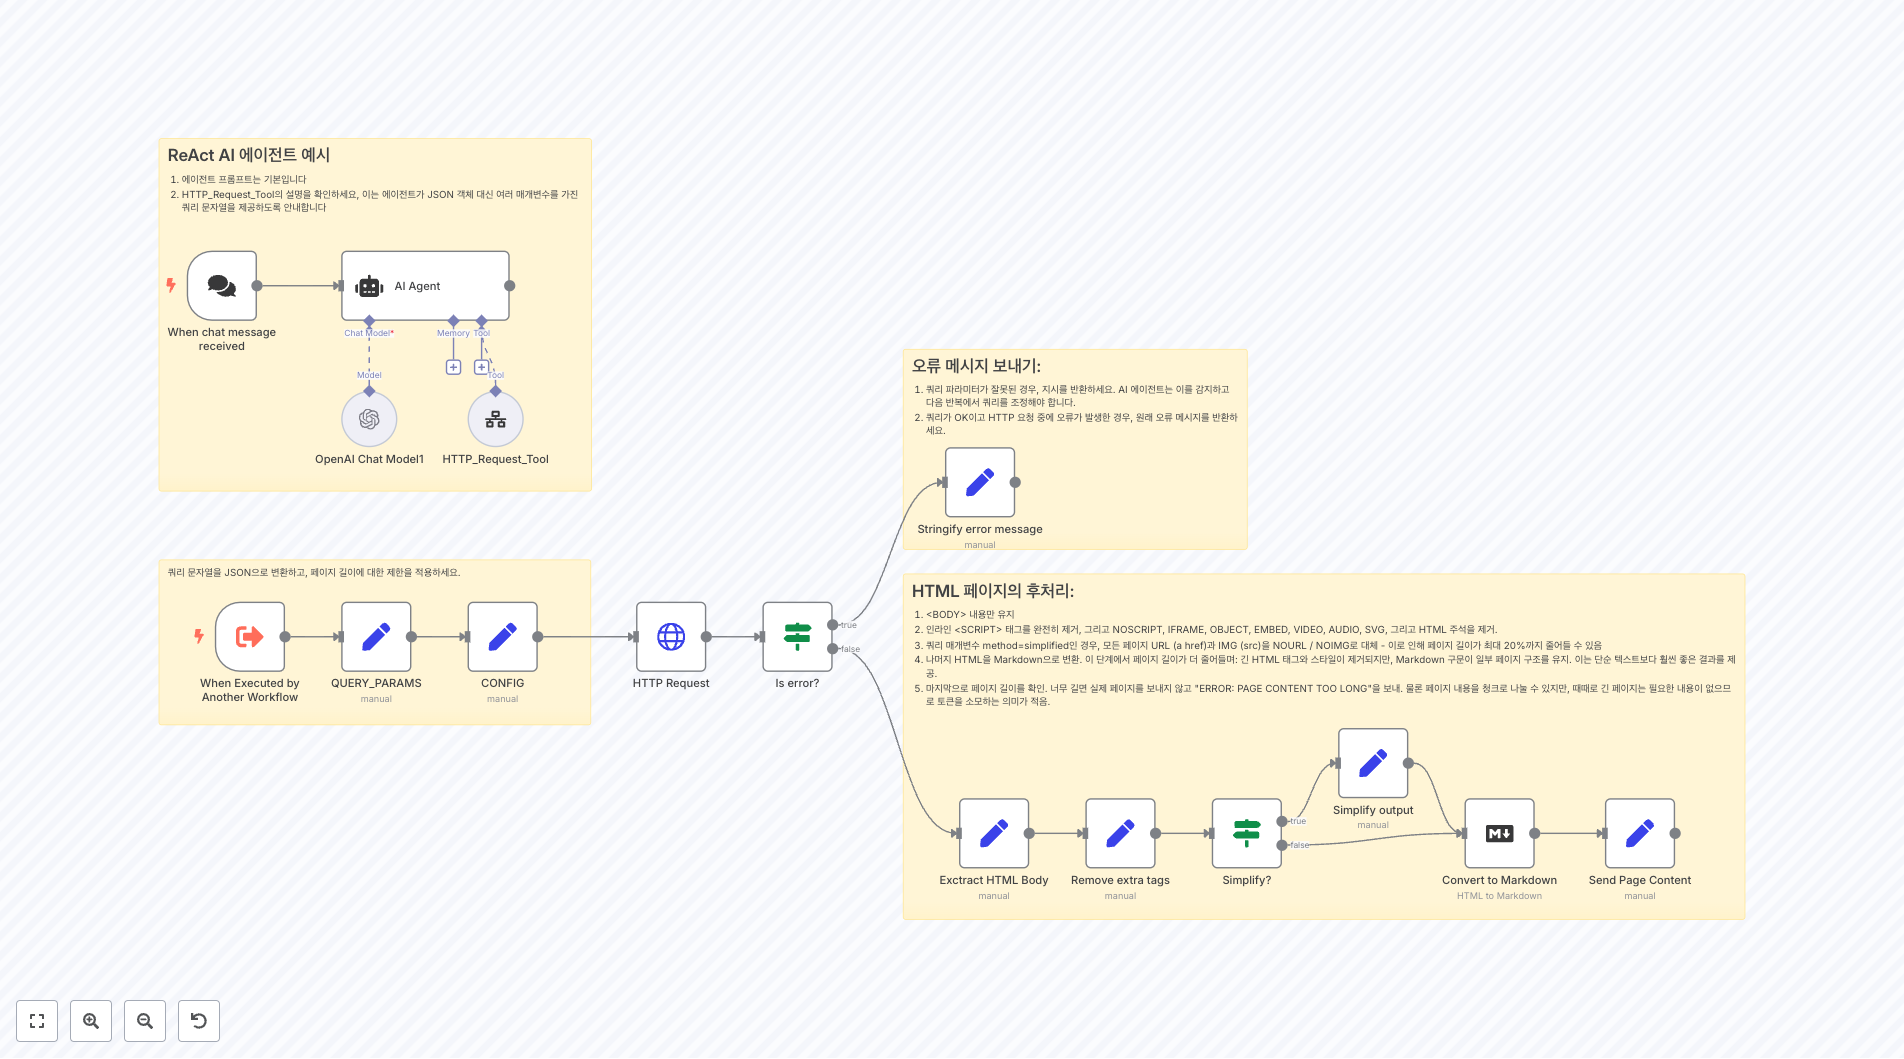 ReAct AI 에이전트 예시
1. 에이전트 프롬프트는 기본입니다
2. HTTP_Request_Tool의 설명을 확인하세요, 이는 에이전트가 JSON 객체 대신 여러 매개변수를 가진
쿼리 문자열을 제공하도록 안내합니다
AI Agent
When chat message
received
Chat Model*
Memory
Tool
Model
Tool
OpenAI Chat Model1
HTTP_Request_Tool
오류 메시지 보내기:
1. 쿼리 파라미터가 잘못된 경우, 지시를 반환하세요. AI 에이전트는 이를 감지하고
다음 반복에서 쿼리를 조정해야 합니다.
2. 쿼리가 OK이고 HTTP 요청 중에 오류가 발생한 경우, 원래 오류 메시지를 반환하
세요.
Stringify error message
manual
쿼리 문자열을 JSON으로 변환하고, 페이지 길이에 대한 제한을 적용하세요.
When Executed by
Another Workflow
QUERY_PARAMS
manual
CONFIG
manual
HTTP Request
Is error?
true
false
HTML 페이지의 후처리:
1. <BODY> 내용만 유지
2. 인라인 <SCRIPT> 태그를 완전히 제거, 그리고 NOSCRIPT, IFRAME, OBJECT, EMBED, VIDEO, AUDIO, SVG, 그리고 HTML 주석을 제거.
3. 쿼리 매개변수 method=simplified인 경우, 모든 페이지 URL (a href)과 IMG (src)을 NOURL / NOIMG로 대체 - 이로 인해 페이지 길이가 최대 20%까지 줄어들 수 있음
4. 나머지 HTML을 Markdown으로 변환. 이 단계에서 페이지 길이가 더 줄어들며: 긴 HTML 태그와 스타일이 제거되지만, Markdown 구문이 일부 페이지 구조를 유지. 이는 단순 텍스트보다 훨씬 좋은 결과를 제
공.
5. 마지막으로 페이지 길이를 확인. 너무 길면 실제 페이지를 보내지 않고 "ERROR: PAGE CONTENT TOO LONG"을 보내. 물론 페이지 내용을 청크로 나눌 수 있지만, 때때로 긴 페이지는 필요한 내용이 없으므
로 토큰을 소모하는 의미가 적음.
Simplify output
manual
Exctract HTML Body
manual
Remove extra tags
manual
Simplify?
true
false
Convert to Markdown
HTML to Markdown
Send Page Content
manual